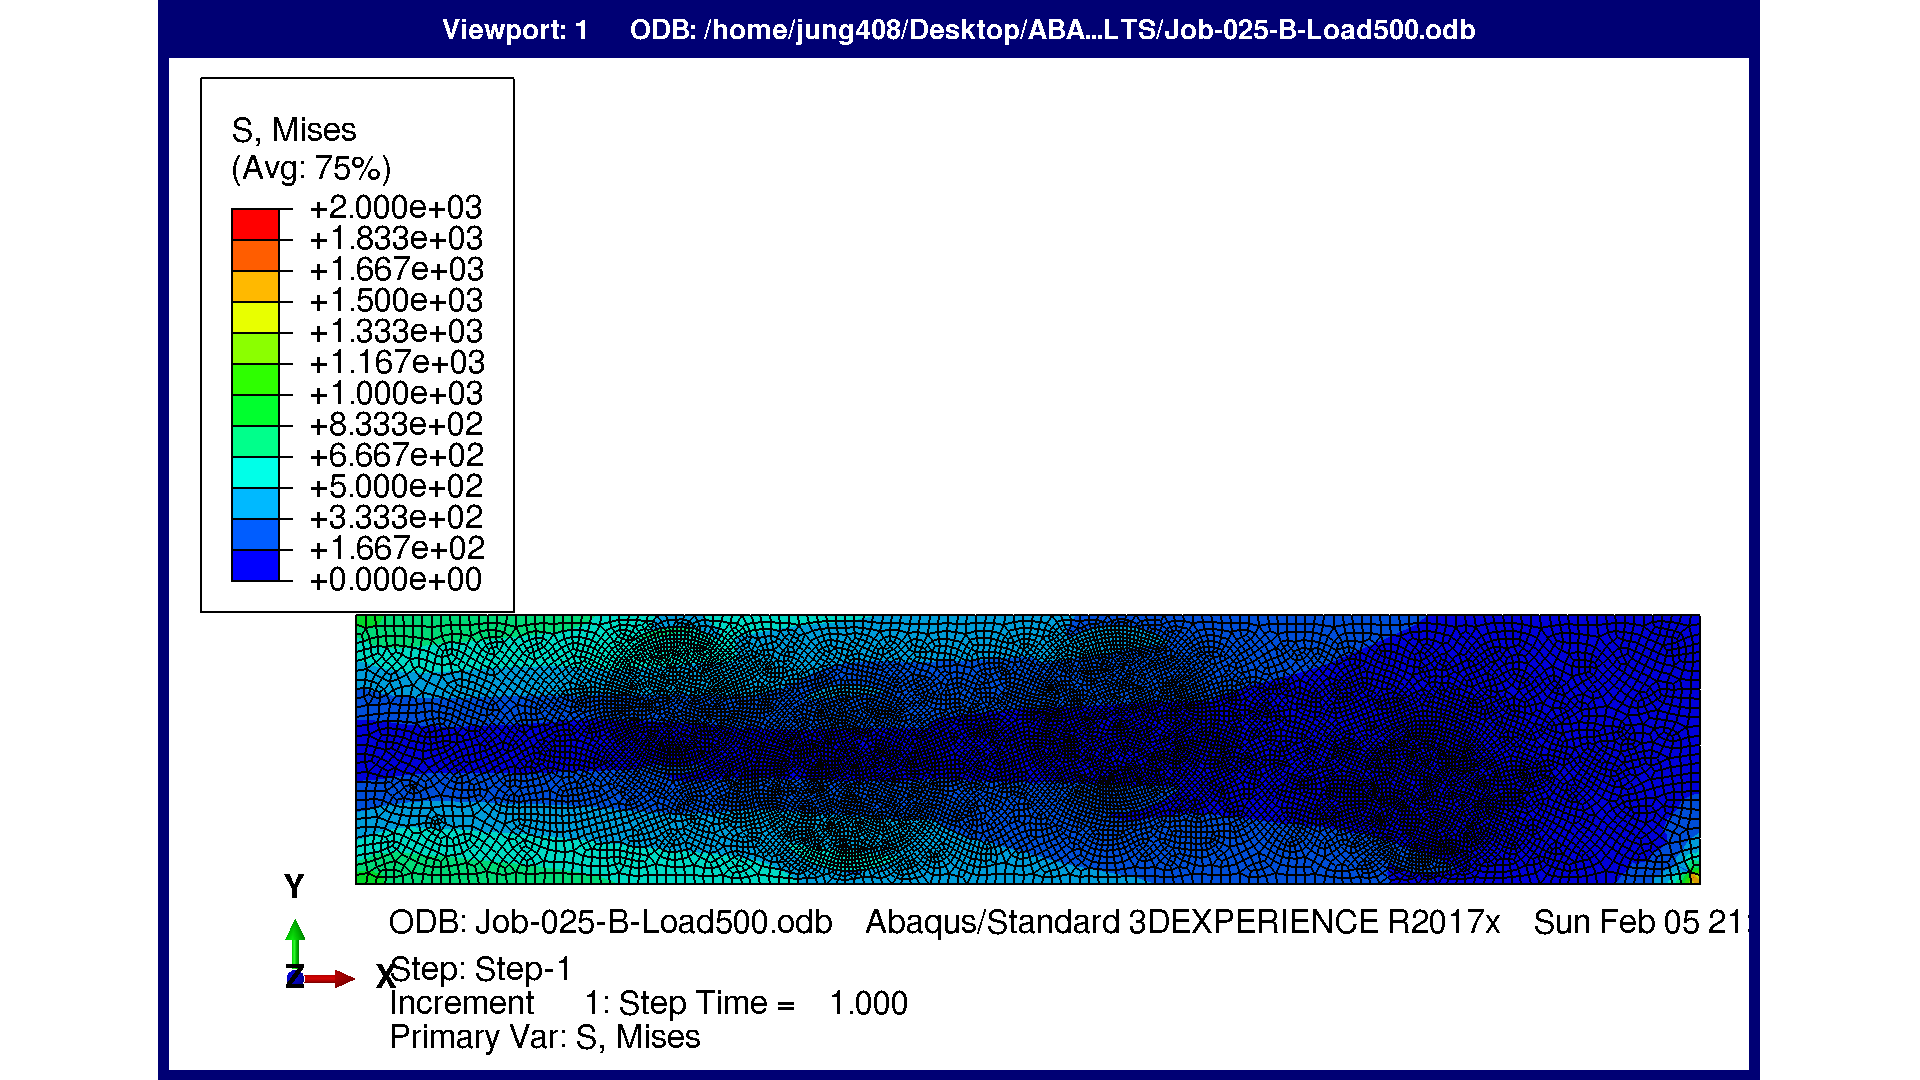 Viewport: 1 ODB: /home/jung408/Desktop/ABA...LTS/Job-025-B-Load500.odb
S, Mises
(Avg: 75%)
+2.000e+03
+1.833e+03
+1.667e+03
+1.500e+03
+1.333e+03
+1.167e+03
+1.000e+03
+8.333e+02
+6.667e+02
+5.000e+02
+3.333e+02
+1.667e+02
+0.000e+00
Y
Z
X
ODB: Job-025-B-Load500.odb Abaqus/Standard 3DEXPERIENCE R2017x Sun Feb 05 21:
Step: Step-1
Increment 1: Step Time = 1.000
Primary Var: S, Mises